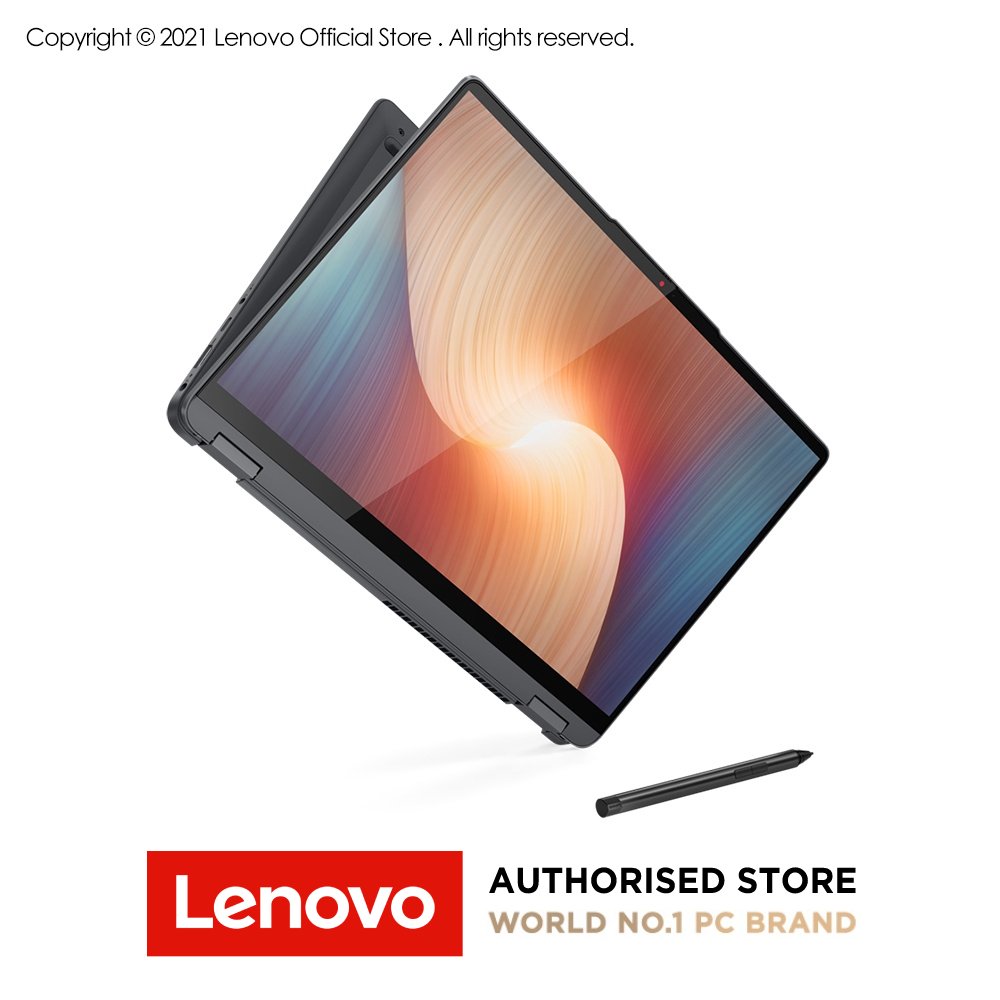 Copyright © 2021 Lenovo Official Store . All rights reserved.
Lenovo
AUTHORISED STORE
WORLD NO.1 PC BRAND